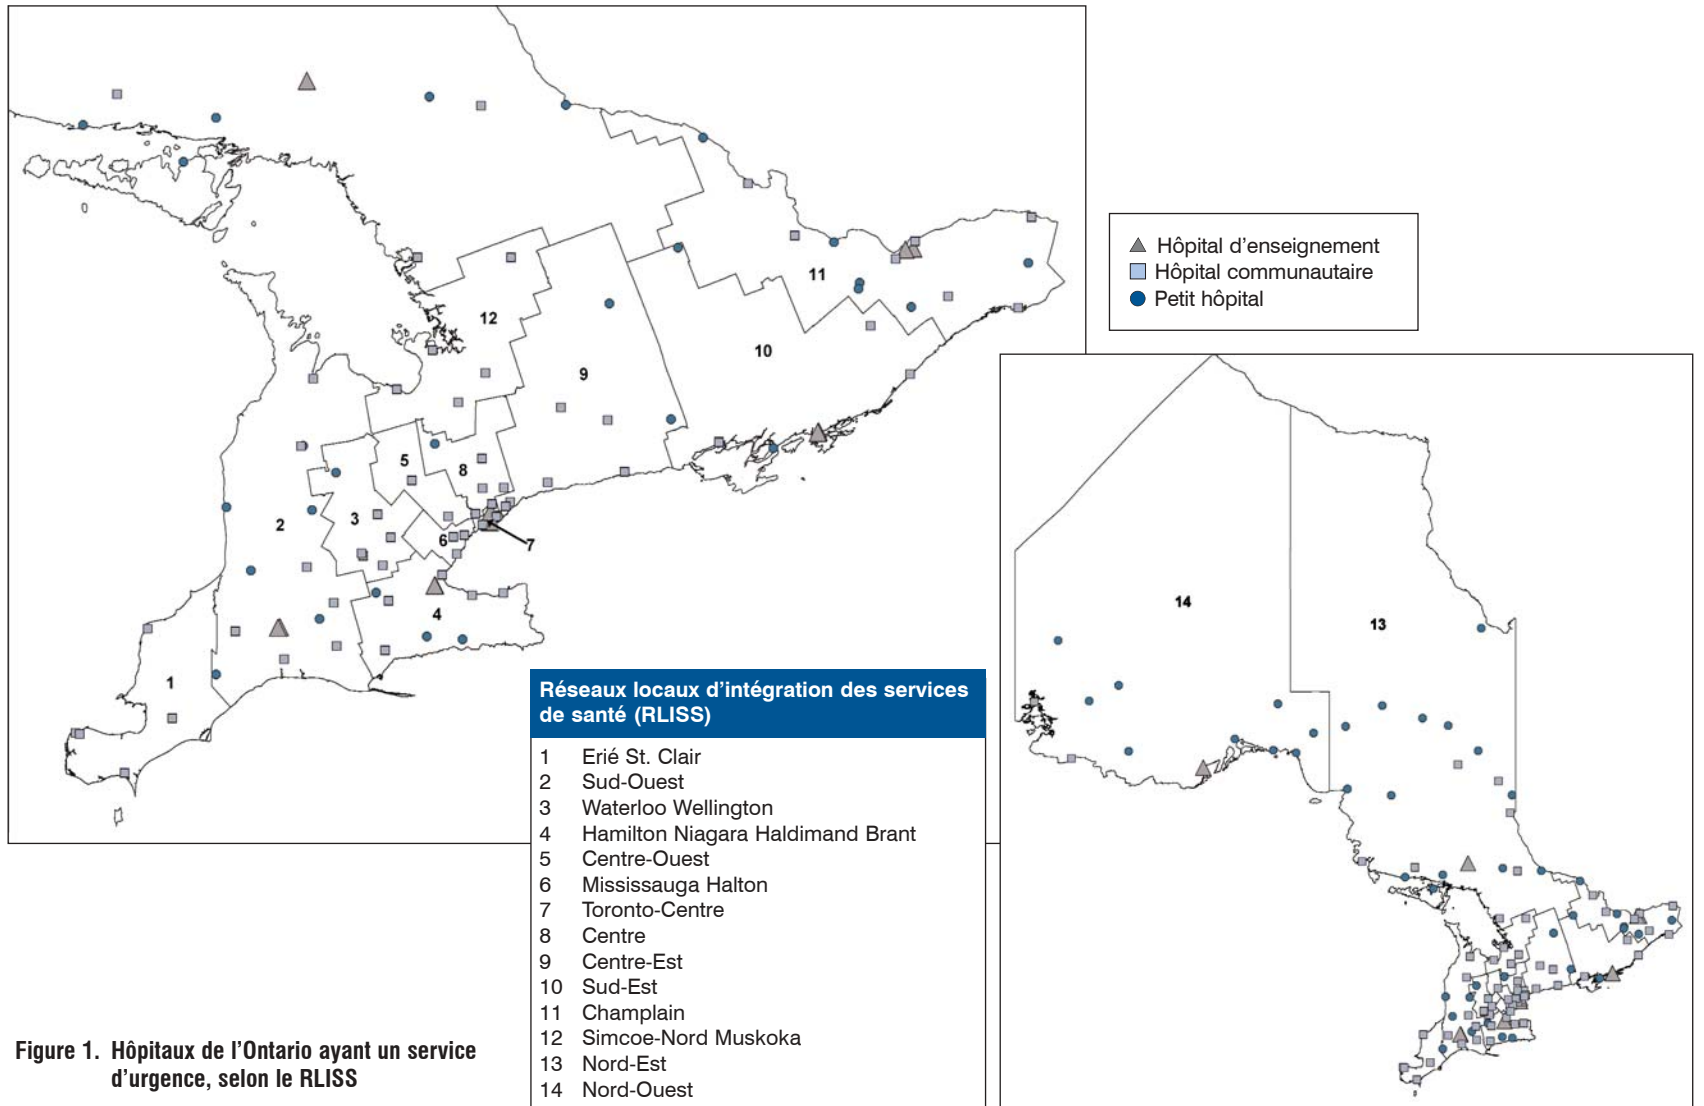 12
11
10
9
5
8
3
2
6
7
4
1
Hôpital d'enseignement
Hôpital communautaire
Petit hôpital
14
13
Réseaux locaux d'intégration des services
de santé (RLISS)
1 Erié St. Clair
2 Sud-Ouest
3 Waterloo Wellington
4 Hamilton Niagara Haldimand Brant
5 Centre-Ouest
6 Mississauga Halton
7 Toronto-Centre
8 Centre
9 Centre-Est
10 Sud-Est
11 Champlain
12 Simcoe-Nord Muskoka
13 Nord-Est
14 Nord-Ouest
Figure 1. Hôpitaux de l'Ontario ayant un service
d'urgence, selon le RLISS